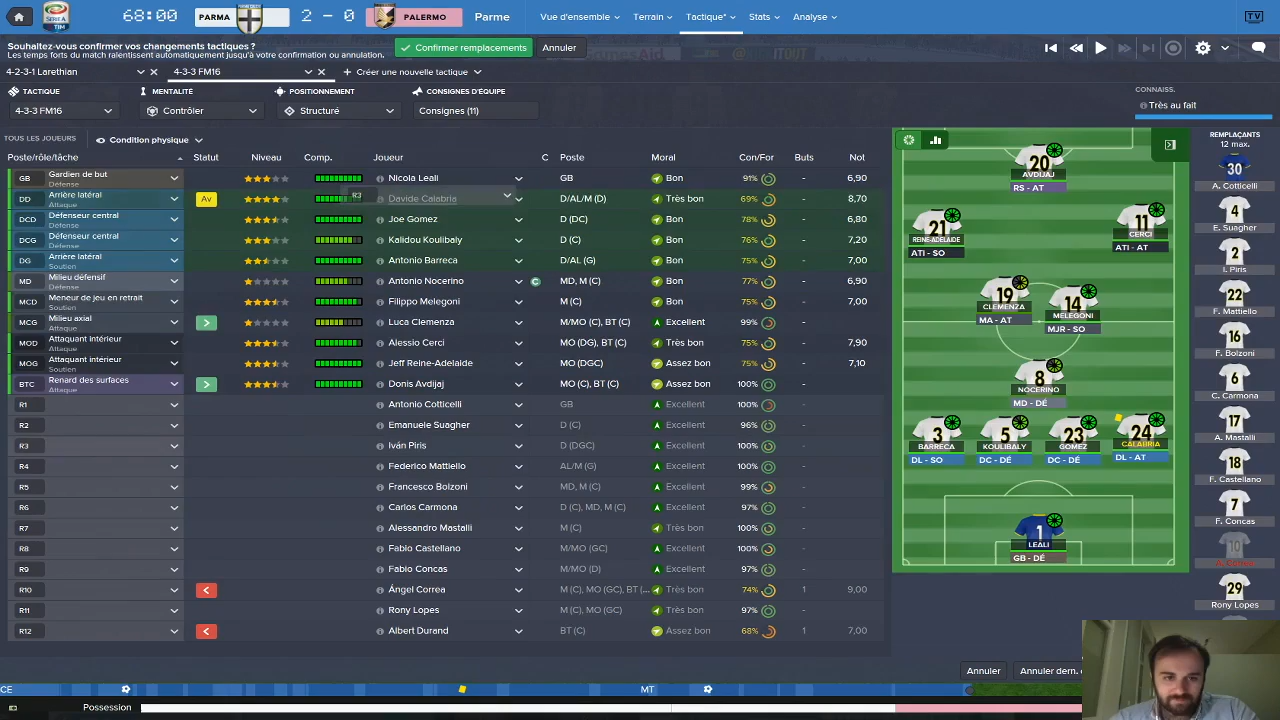 SERIE A TIM
68:00
PARMA 2 - 0 PALERMO Parme
Vue d'ensemble Terrain Tactique* Stats Analyse
TV
Souhaitez-vous confirmer vos changements tactiques ?
Les temps forts du match ralentissent automatiquement jusqu'à votre confirmation ou annulation.
Confirmer remplacements Annuler
4-2-3-1 Larethian
4-3-3 FM16
Créer une nouvelle tactique
TACTIQUE MENTALITÉ POSITIONNEMENT CONSIGNES D'ÉQUIPE
4-3-3 FM16 Contrôler Structuré Consignes (11)
CONNAISS.
Très au fait
TOUS LES JOUEURS Condition physique
Poste/rôle/tâche Statut Niveau Comp. Joueur C Poste Moral Con/For Buts Not
GB Gardien de but Défense Nicola Leali GB Bon 91% - 6,90
DD Arrière latéral Attaque Av R3 Davide Calabria D/AL/M (D) Très bon 69% - 8,70
DCD Défenseur central Défense Joe Gomez D (DC) Bon 78% - 6,80
DCG Défenseur central Défense Kalidou Koulibaly D (C) Bon 76% - 7,20
DG Arrière latéral Soutien Antonio Barreca D/AL (G) Bon 75% - 7,00
MD Milieu défensif Défense Antonio Nocerino C MD, M (C) Bon 77% - 6,90
MCD Meneur de jeu en retrait Soutien Filippo Melegoni M (C) Bon 75% - 7,00
MCG Milieu axial Attaque Luca Clemenza M/MO (C), BT (C) Excellent 99% -
MOD Attaquant intérieur Attaque Alessio Cerci MO (DG), BT (C) Très bon 75% - 7,90
MOG Attaquant intérieur Soutien Jeff Reine-Adelaide MO (DGC) Assez bon 75% - 7,10
BTC Renard des surfaces Attaque Donis Avdijaj MO (C), BT (C) Assez bon 100% -
R1 Antonio Cotticelli GB Excellent 100% -
R2 Emanuele Suagher D (C) Excellent 96% -
R3 Iván Piris D (DGC) Excellent 100% -
R4 Federico Mattiello AL/M (G) Excellent 100% -
R5 Francesco Bolzoni MD, M (C) Excellent 99% -
R6 Carlos Carmona D (C), MD, M (C) Excellent 97% -
R7 Alessandro Mastalli M (C) Très bon 100% -
R8 Fabio Castellano M/MO (GC) Excellent 100% -
R9 Fabio Concas M/MO (D) Excellent 97% -
R10 Ángel Correa M (C), MO (GC), BT (... Très bon 74% 1 9,00
R11 Rony Lopes M (C), MO (GC) Très bon 97% -
R12 Albert Durand BT (C) Assez bon 68% 1 7,00
20
AVDIJAJ
RS - AT
21
REINE-ADELAIDE
ATI - SO
11
CERCI
ATI - AT
19
CLEMENZA
MA - AT
14
MELEGONI
MJR - SO
8
NOCERINO
MD - DÉ
3
BARRECA
DL - SO
5
KOULIBALY
DC - DÉ
23
GOMEZ
DC - DÉ
24
CALABRIA
DL - AT
1
LEALI
GB - DÉ
REMPLAÇANTS
12 max.
30
A. Cotticelli
4
E. Suagher
2
I. Piris
22
F. Mattiello
16
F. Bolzoni
6
C. Carmona
17
A. Mastalli
18
F. Castellano
7
F. Concas
10
A. Correa
29
Rony Lopes
Annuler Annuler dern.
CE MT
Possession